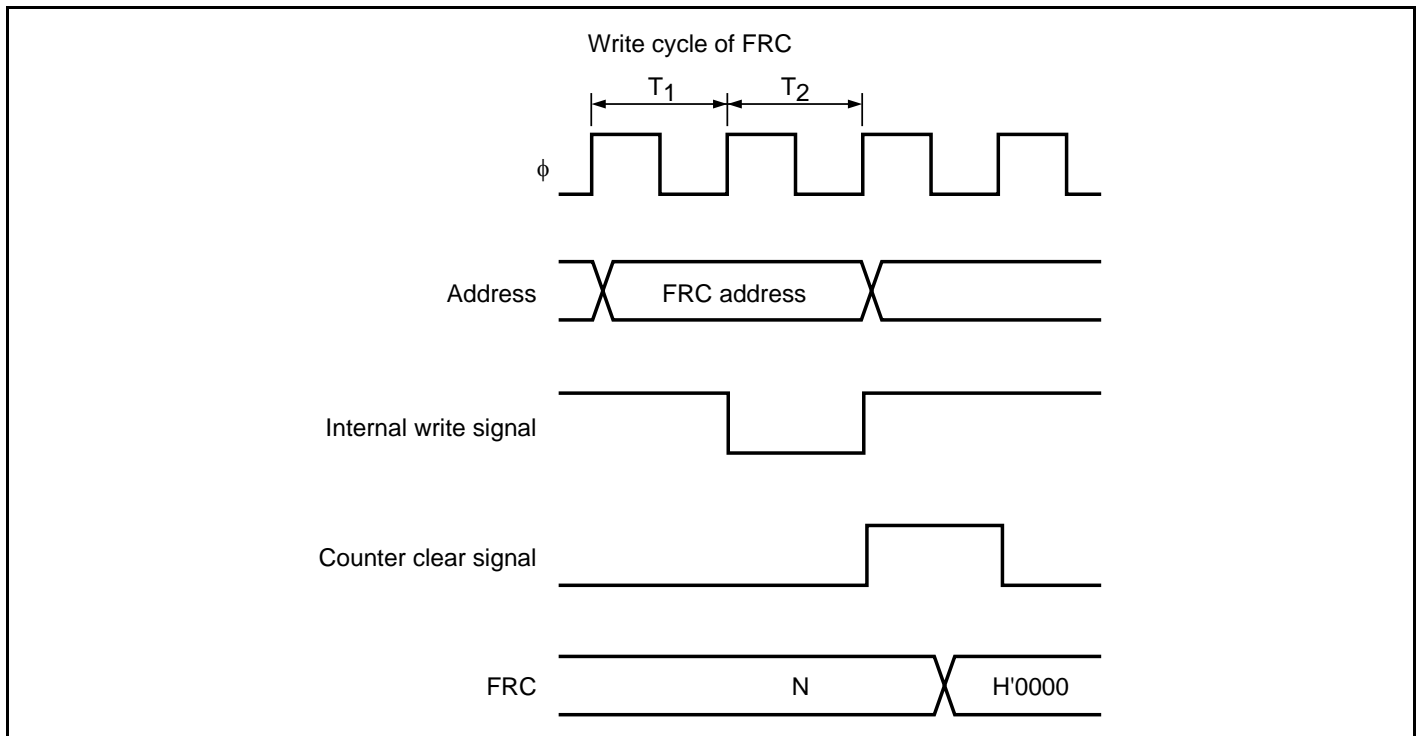 Write cycle of FRC
T1 T2
ϕ
Address FRC address
Internal write signal
Counter clear signal
FRC N H'0000